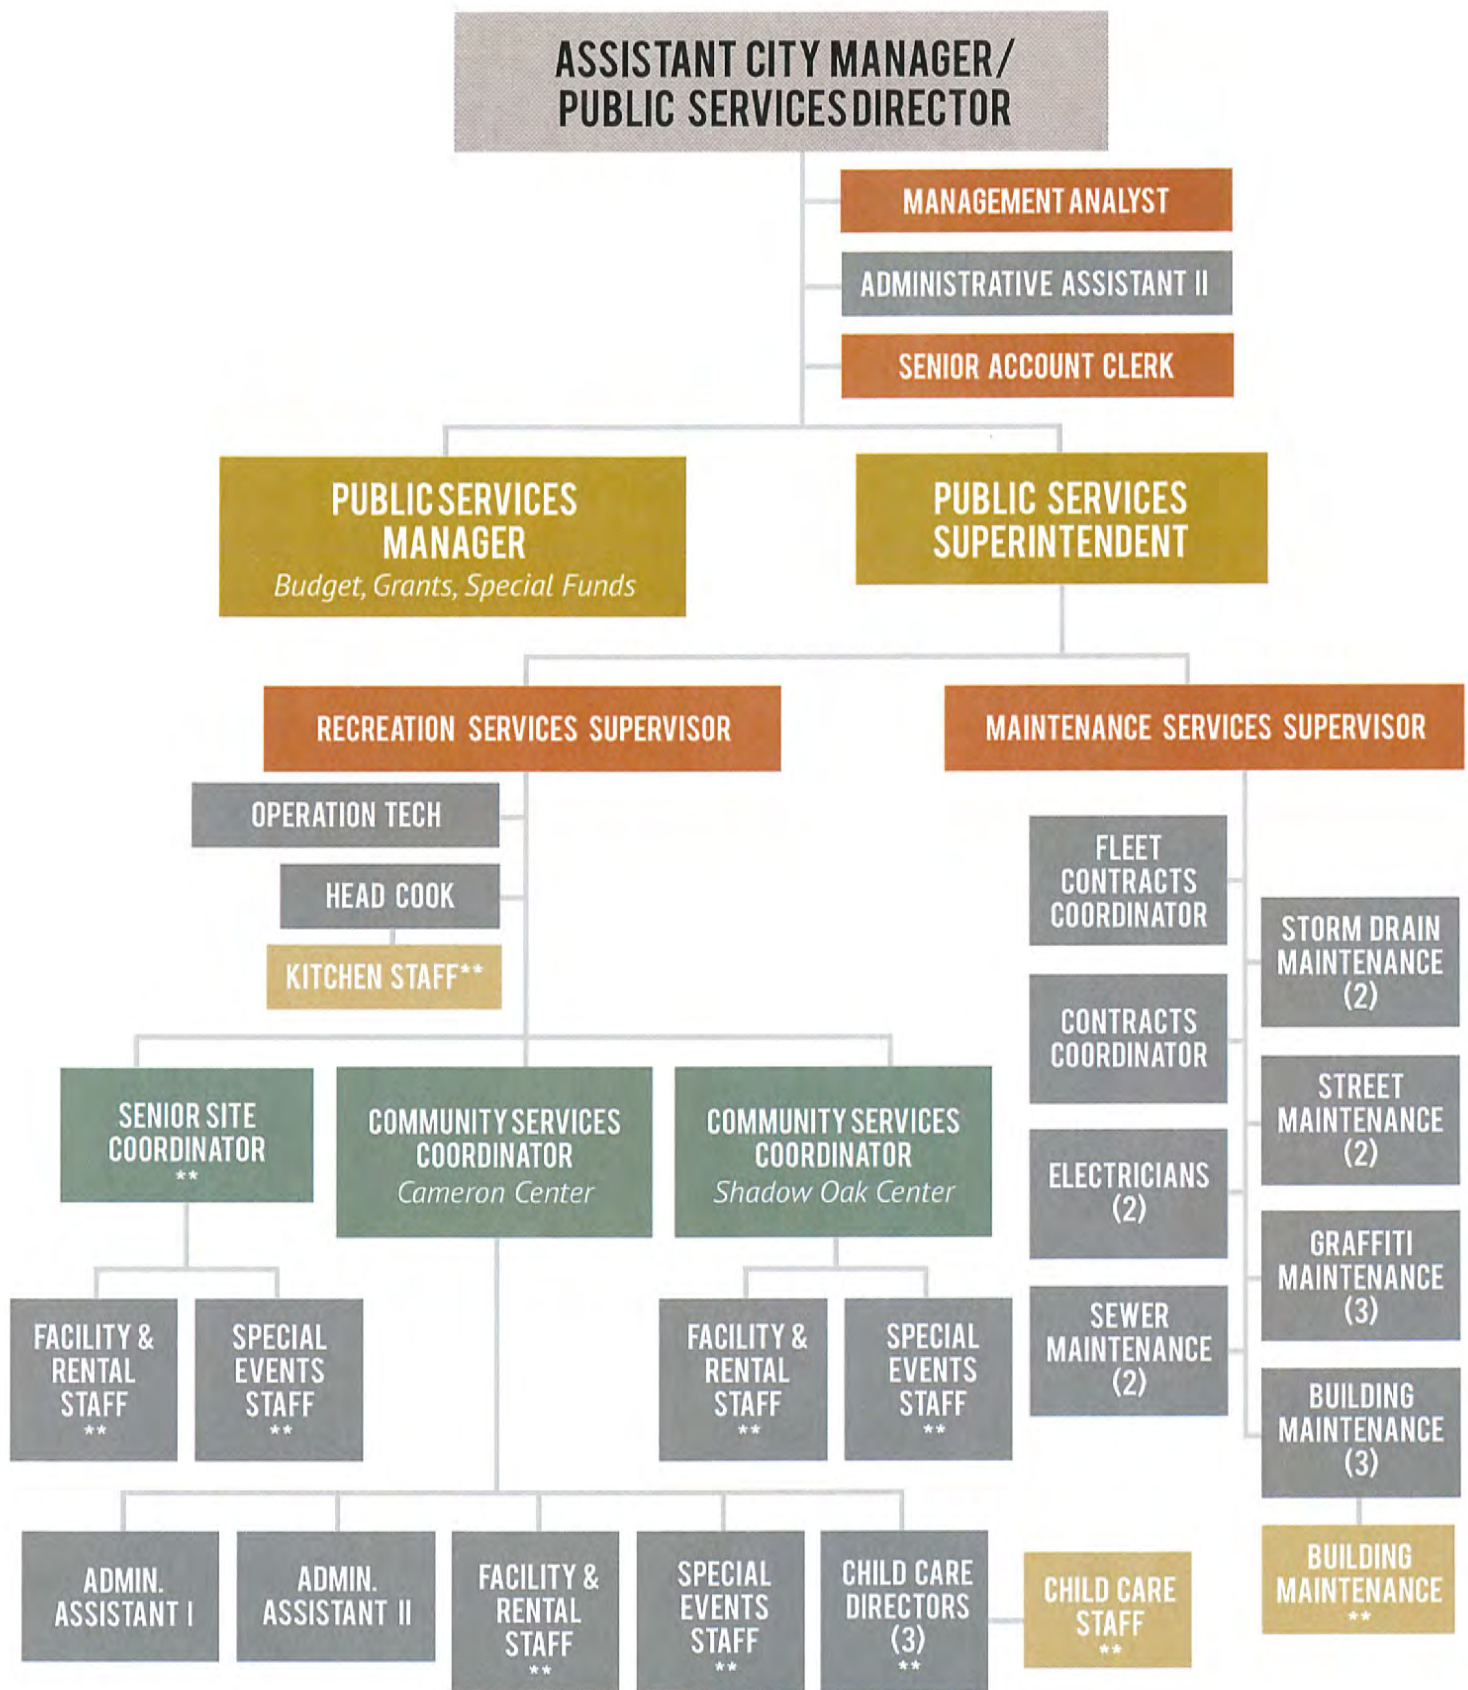 ASSISTANT CITY MANAGER/
PUBLIC SERVICES DIRECTOR
MANAGEMENT ANALYST
ADMINISTRATIVE ASSISTANT II
SENIOR ACCOUNT CLERK
PUBLIC SERVICES
MANAGER
Budget, Grants, Special Funds
PUBLIC SERVICES
SUPERINTENDENT
RECREATION SERVICES SUPERVISOR
MAINTENANCE SERVICES SUPERVISOR
OPERATION TECH
HEAD COOK
KITCHEN STAFF**
FLEET
CONTRACTS
COORDINATOR
STORM DRAIN
MAINTENANCE
(2)
CONTRACTS
COORDINATOR
STREET
MAINTENANCE
(2)
ELECTRICIANS
(2)
GRAFFITI
MAINTENANCE
(3)
SEWER
MAINTENANCE
(2)
BUILDING
MAINTENANCE
(3)
BUILDING
MAINTENANCE
**
SENIOR SITE
COORDINATOR
**
COMMUNITY SERVICES
COORDINATOR
Cameron Center
COMMUNITY SERVICES
COORDINATOR
Shadow Oak Center
FACILITY &
RENTAL
STAFF
**
SPECIAL
EVENTS
STAFF
**
FACILITY &
RENTAL
STAFF
**
SPECIAL
EVENTS
STAFF
**
ADMIN.
ASSISTANT I
ADMIN.
ASSISTANT II
FACILITY &
RENTAL
STAFF
**
SPECIAL
EVENTS
STAFF
**
CHILD CARE
DIRECTORS
(3)
**
CHILD CARE
STAFF
**